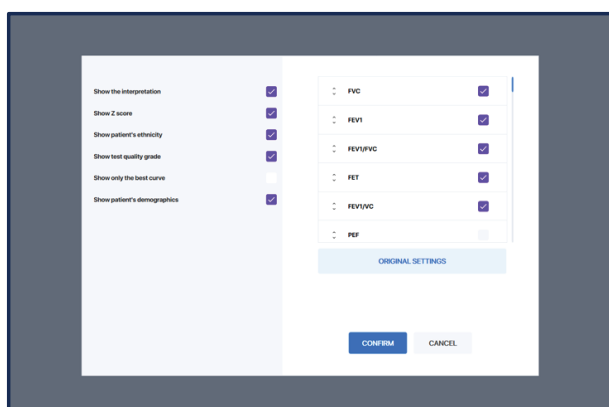 Show the interpretation
Show Z score
Show patient's ethnicity
Show test quality grade
Show only the best curve
Show patient's demographics
FVC
FEV1
FEV1/FVC
FET
FEV1/VC
PEF
ORIGINAL SETTINGS
CONFIRM
CANCEL